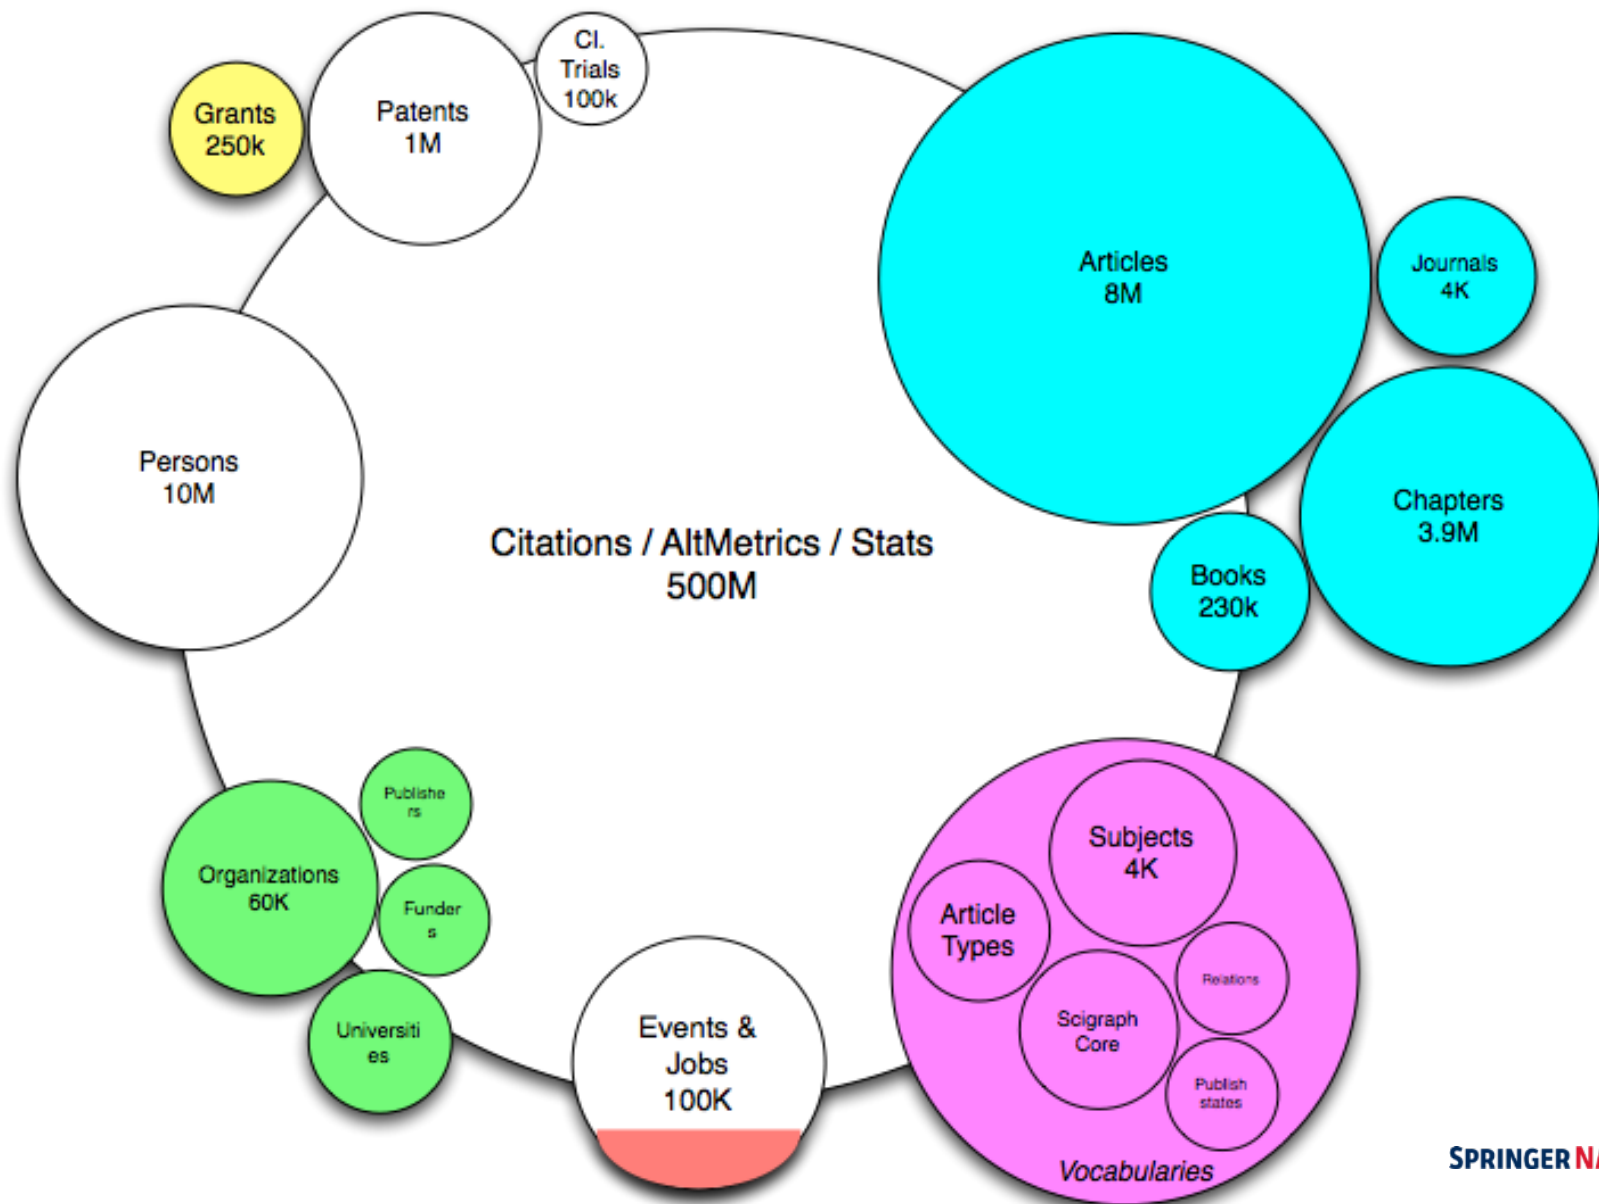 Cl.
Trials
100k
Patents
1M
Grants
250k
Articles
8M
Journals
4K
Persons
10M
Chapters
3.9M
Citations / AltMetrics / Stats
500M
Books
230k
Publishe
rs
Organizations
60K
Funder
s
Universiti
es
Events &
Jobs
100K
Subjects
4K
Article
Types
Relations
Scigraph
Core
Publish
states
Vocabularies
SPRINGER NA